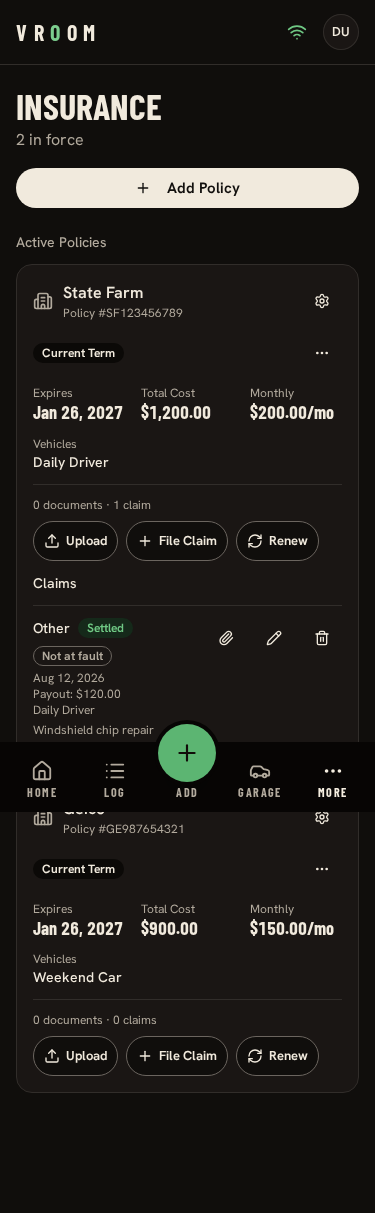 VROOM
DU
INSURANCE
2 in force
Add Policy
Active Policies
State Farm
Policy #SF123456789
Current Term
Expires Total Cost Monthly
Jan 26, 2027 $1,200.00 $200.00/mo
Vehicles
Daily Driver
0 documents · 1 claim
Upload File Claim Renew
Claims
Other Settled
Not at fault
Aug 12, 2026
Payout: $120.00
Daily Driver
Windshield chip repair
HOME LOG ADD GARAGE MORE
Policy #GE987654321
Current Term
Expires Total Cost Monthly
Jan 26, 2027 $900.00 $150.00/mo
Vehicles
Weekend Car
0 documents · 0 claims
Upload File Claim Renew